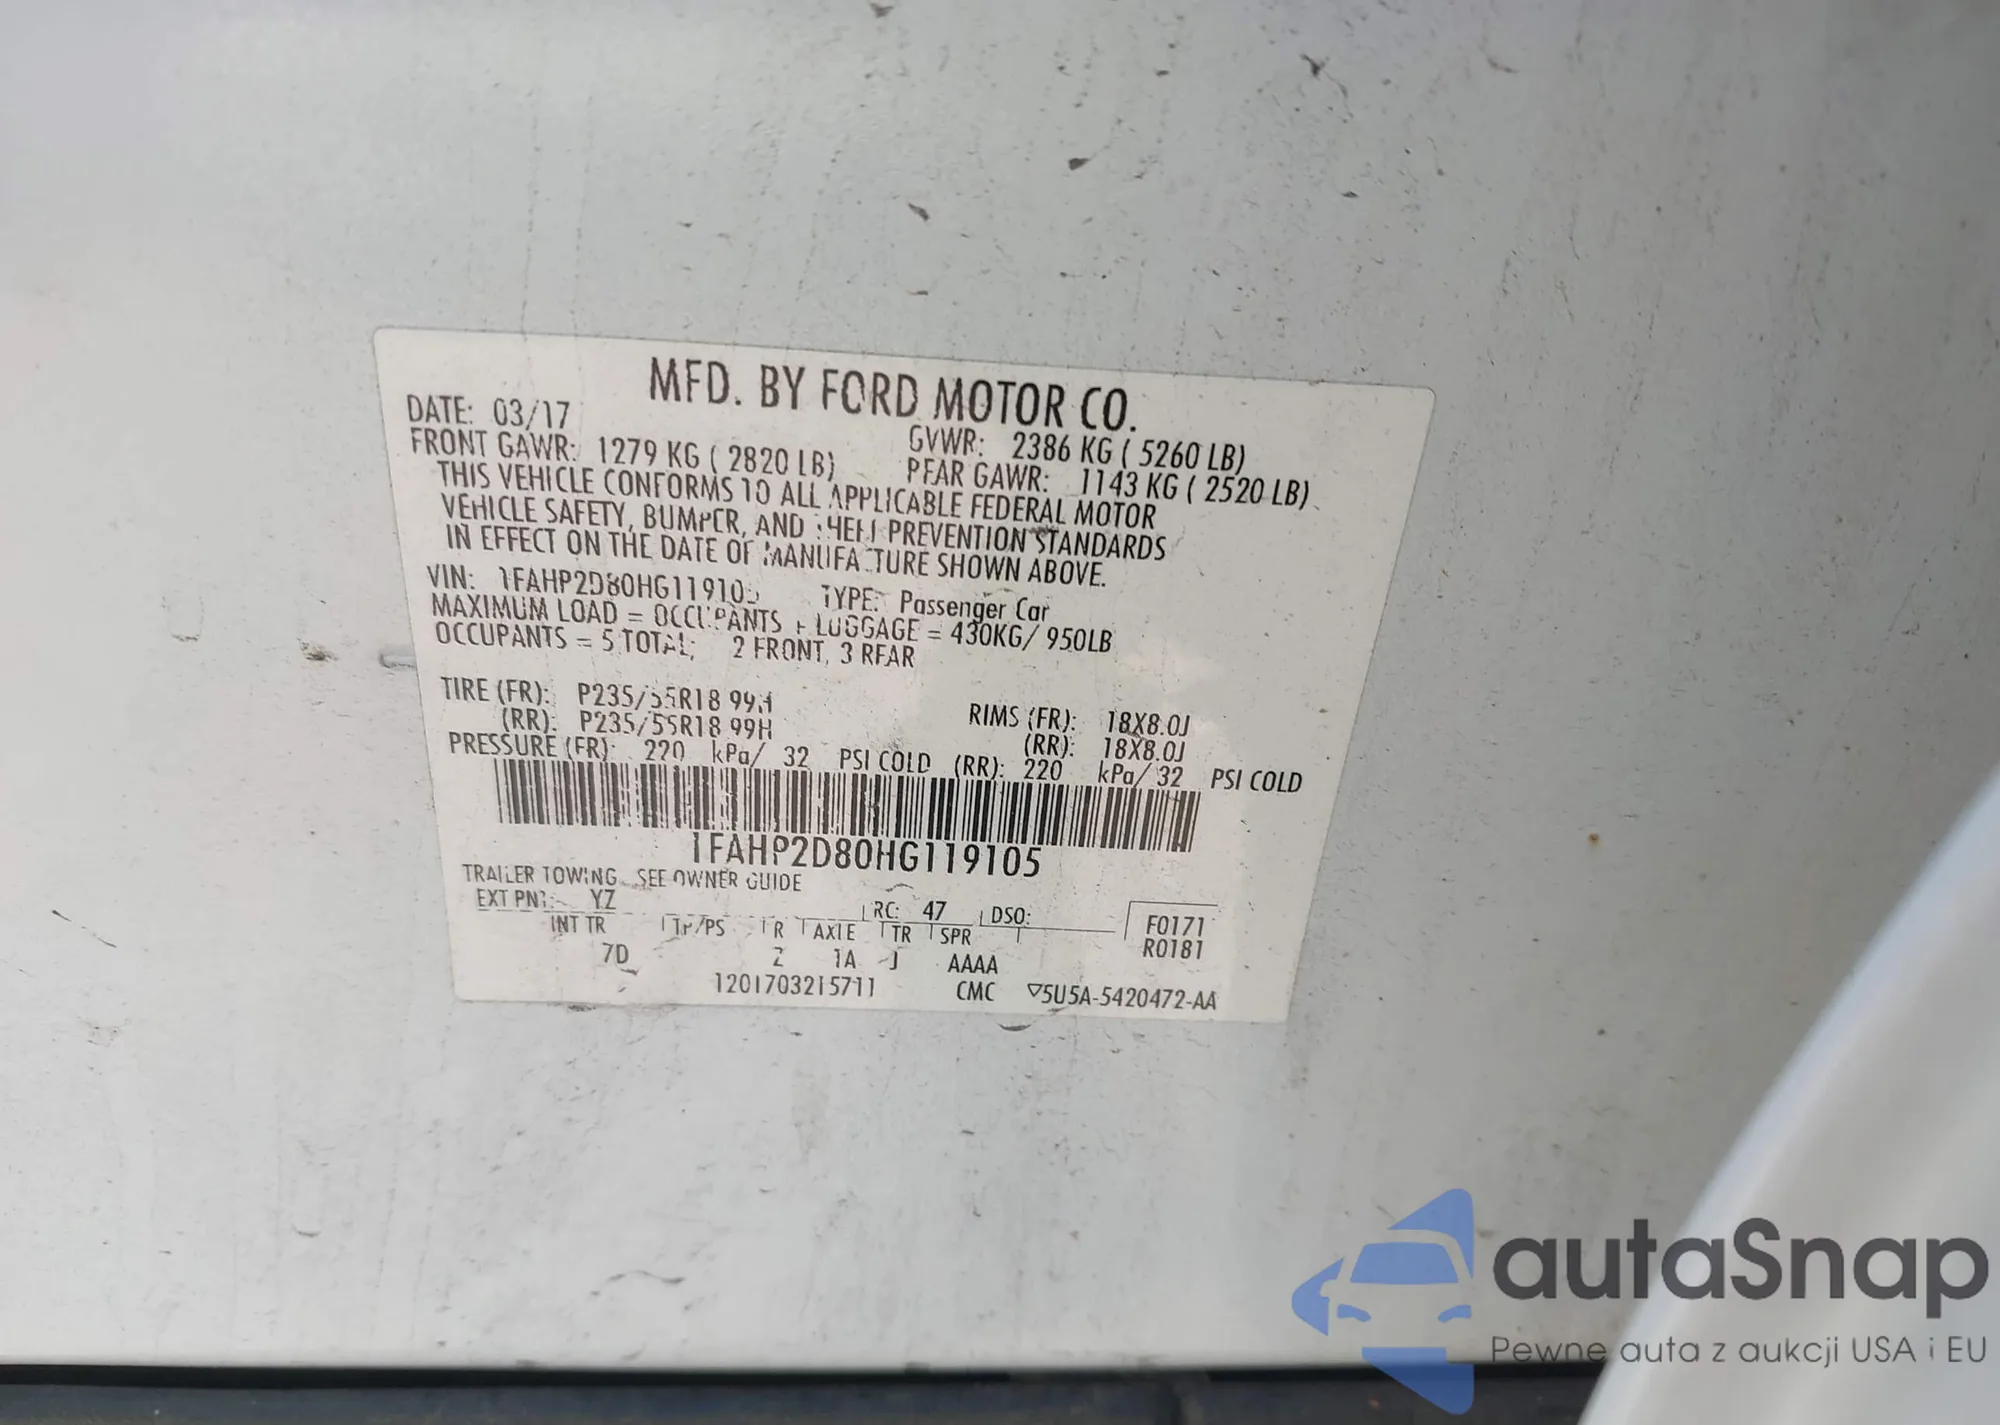 MFD. BY FORD MOTOR CO.
DATE: 03/17 GVWR: 2386 KG ( 5260 LB)
FRONT GAWR: 1279 KG ( 2820 LB) REAR GAWR: 1143 KG ( 2520 LB)
THIS VEHICLE CONFORMS TO ALL APPLICABLE FEDERAL MOTOR
VEHICLE SAFETY, BUMPER, AND THEFT PREVENTION STANDARDS
IN EFFECT ON THE DATE OF MANUFACTURE SHOWN ABOVE.
VIN: 1FAHP2D80HG119105 TYPE: Passenger Car
MAXIMUM LOAD = OCCUPANTS + LUGGAGE = 430KG/ 950LB
OCCUPANTS = 5 TOTAL; 2 FRONT, 3 REAR
TIRE (FR): P235/55R18 99H RIMS (FR): 18X8.0J
(RR): P235/55R18 99H (RR): 18X8.0J
PRESSURE (FR): 220 kPa/ 32 PSI COLD (RR): 220 kPa/ 32 PSI COLD
1FAHP2D80HG119105
TRAILER TOWING SEE OWNER GUIDE
EXT PNT: YZ RC: 47 DSO: F0171
INT TR TP/PS R AXLE TR SPR R0181
7D 2 1A J AAAA
1201703215711 CMC ▽5U5A-5420472-AA
autaSnap
Pewne auta z aukcji USA i EU